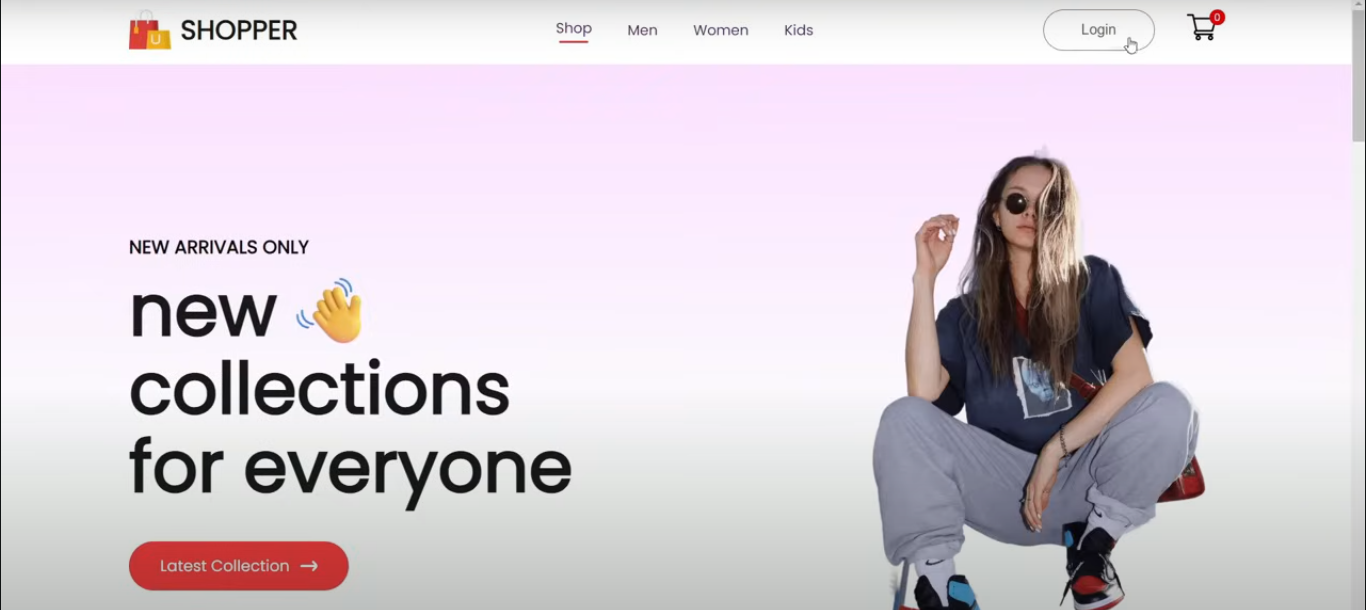 SHOPPER
Shop Men Women Kids
Login
0
NEW ARRIVALS ONLY
new
collections
for everyone
Latest Collection →